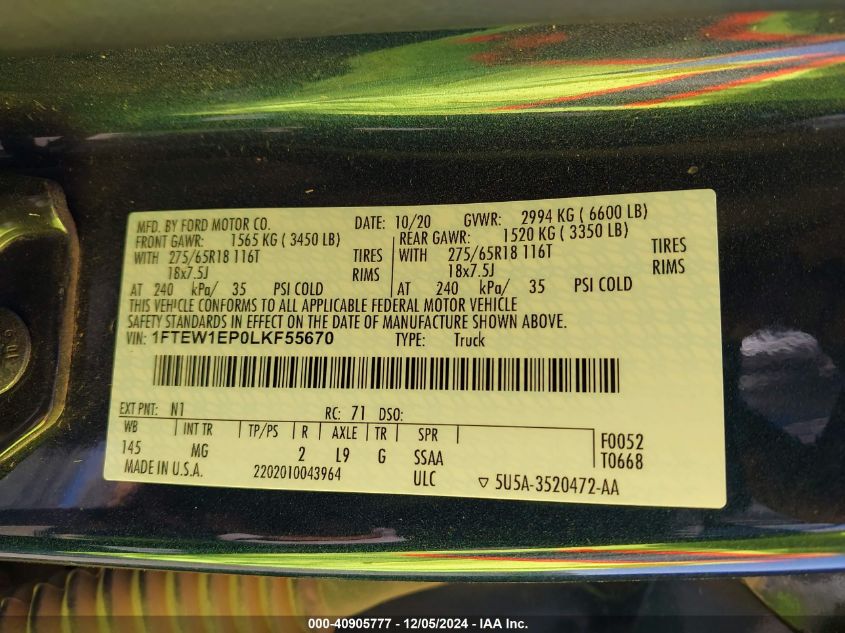 MFD. BY FORD MOTOR CO. DATE: 10/20 GVWR: 2994 KG ( 6600 LB)
FRONT GAWR: 1565 KG ( 3450 LB) REAR GAWR: 1520 KG ( 3350 LB)
WITH 275/65R18 116T TIRES WITH 275/65R18 116T TIRES
18x7.5J RIMS 18x7.5J RIMS
AT 240 kPa/ 35 PSI COLD AT 240 kPa/ 35 PSI COLD
THIS VEHICLE CONFORMS TO ALL APPLICABLE FEDERAL MOTOR VEHICLE
SAFETY STANDARDS IN EFFECT ON THE DATE OF MANUFACTURE SHOWN ABOVE.
VIN: 1FTEW1EP0LKF55670 TYPE: Truck
EXT PNT: N1 RC: 71 DSO:
WB INT TR TP/PS R AXLE TR SPR
145 MG 2 L9 G SSAA F0052
MADE IN U.S.A. 2202010043964 ULC T0668
5U5A-3520472-AA
000-40905777 - 12/05/2024 - IAA Inc.